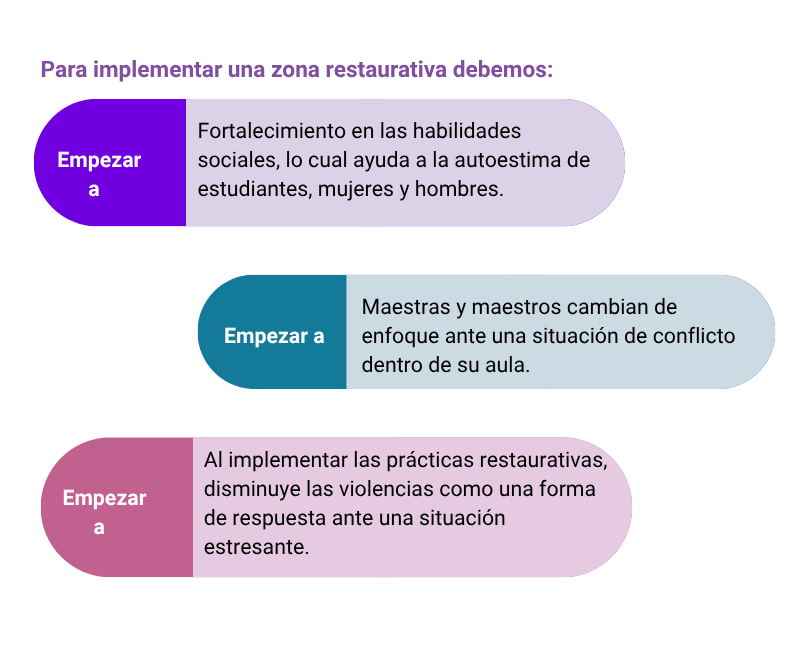 Para implementar una zona restaurativa debemos:
Empezar
a
Fortalecimiento en las habilidades
sociales, lo cual ayuda a la autoestima de
estudiantes, mujeres y hombres.
Empezar a
Maestras y maestros cambian de
enfoque ante una situación de conflicto
dentro de su aula.
Empezar
a
Al implementar las prácticas restaurativas,
disminuye las violencias como una forma
de respuesta ante una situación
estresante.